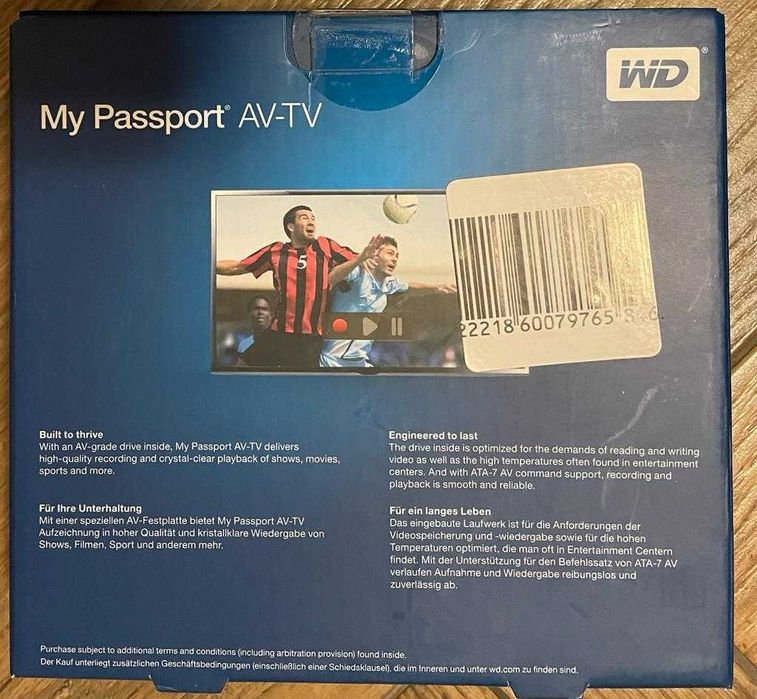 WD®
My Passport® AV-TV
5
22218 60079765
Built to thrive
With an AV-grade drive inside, My Passport AV-TV delivers
high-quality recording and crystal-clear playback of shows, movies,
sports and more.
Für Ihre Unterhaltung
Mit einer speziellen AV-Festplatte bietet My Passport AV-TV
Aufzeichnung in hoher Qualität und kristallklare Wiedergabe von
Shows, Filmen, Sport und anderem mehr.
Engineered to last
The drive inside is optimized for the demands of reading and writing
video as well as the high temperatures often found in entertainment
centers. And with ATA-7 AV command support, recording and
playback is smooth and reliable.
Für ein langes Leben
Das eingebaute Laufwerk ist für die Anforderungen der
Videospeicherung und -wiedergabe sowie für die hohen
Temperaturen optimiert, die man oft in Entertainment Centern
findet. Mit der Unterstützung für den Befehlssatz von ATA-7 AV
verlaufen Aufnahme und Wiedergabe reibungslos und
zuverlässig ab.
Purchase subject to additional terms and conditions (including arbitration provision) found inside.
Der Kauf unterliegt zusätzlichen Geschäftsbedingungen (einschließlich einer Schiedsklausel), die im Inneren und unter wd.com zu finden sind.